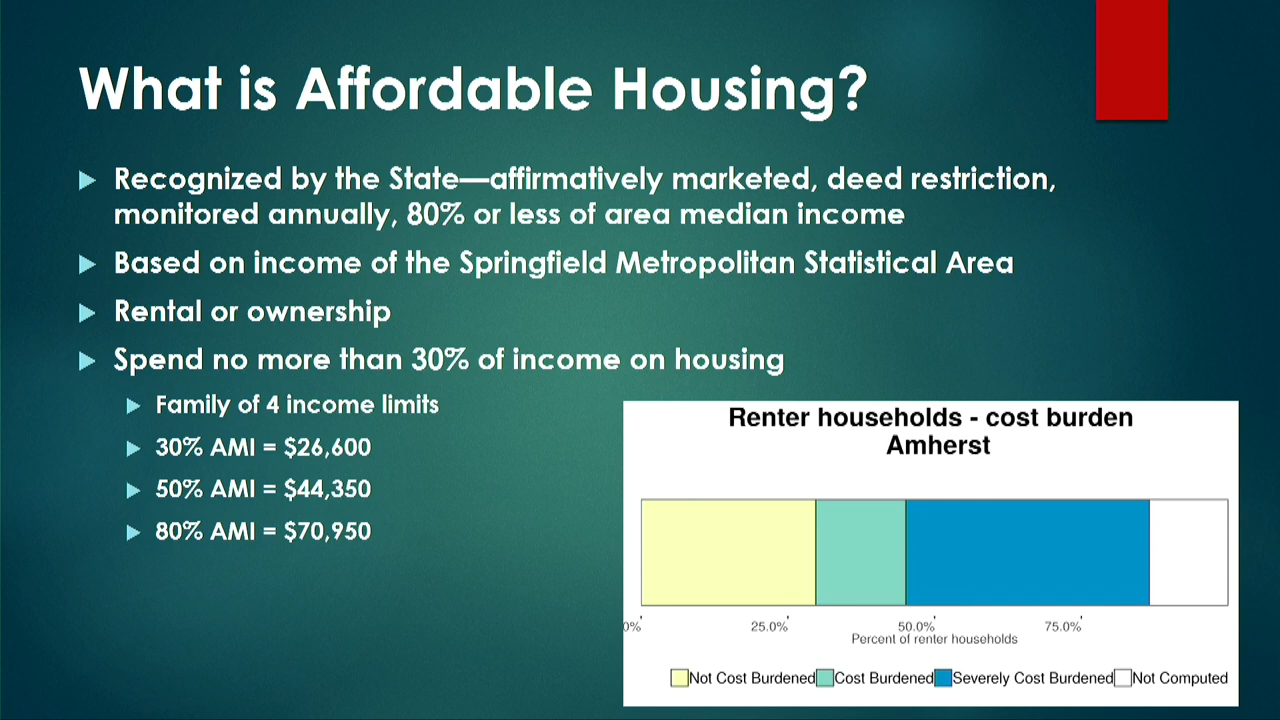 What is Affordable Housing?
Recognized by the State—affirmatively marketed, deed restriction,
monitored annually, 80% or less of area median income
Based on income of the Springfield Metropolitan Statistical Area
Rental or ownership
Spend no more than 30% of income on housing
Family of 4 income limits
30% AMI = $26,600
50% AMI = $44,350
80% AMI = $70,950
Renter households - cost burden
Amherst
0% 25.0% 50.0% 75.0%
Percent of renter households
Not Cost Burdened Cost Burdened Severely Cost Burdened Not Computed